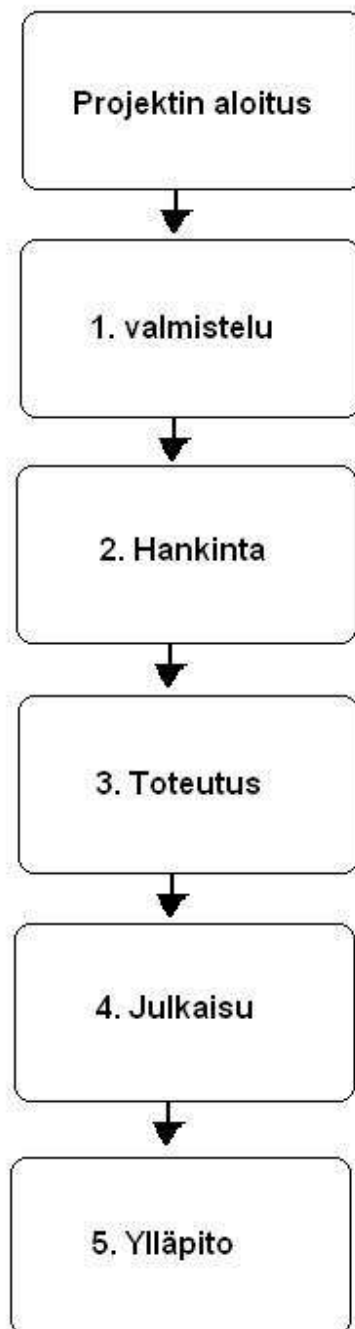 Projektin aloitus
1. valmistelu
2. Hankinta
3. Toteutus
4. Julkaisu
5. Ylläpito